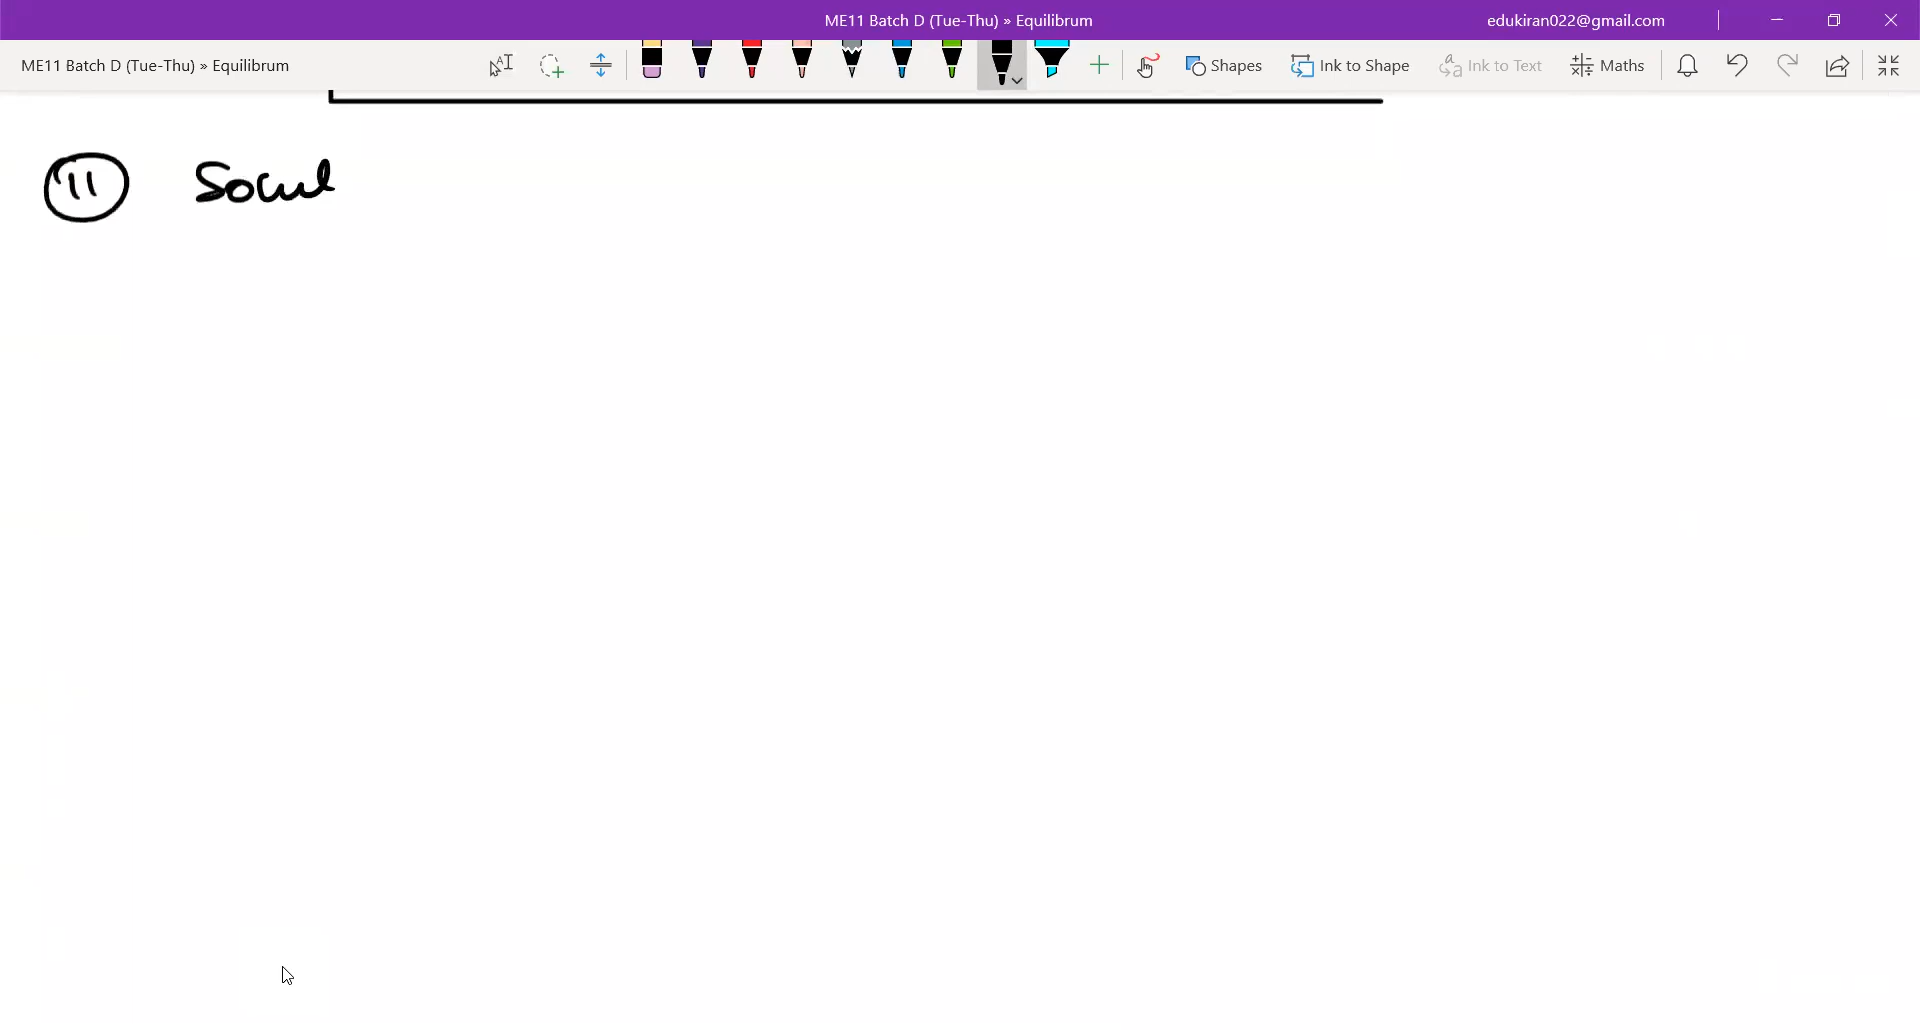 ME11 Batch D (Tue-Thu) » Equilibrum
edukiran022@gmail.com
ME11 Batch D (Tue-Thu) » Equilibrum
Shapes
Ink to Shape
Ink to Text
Maths
11 Social